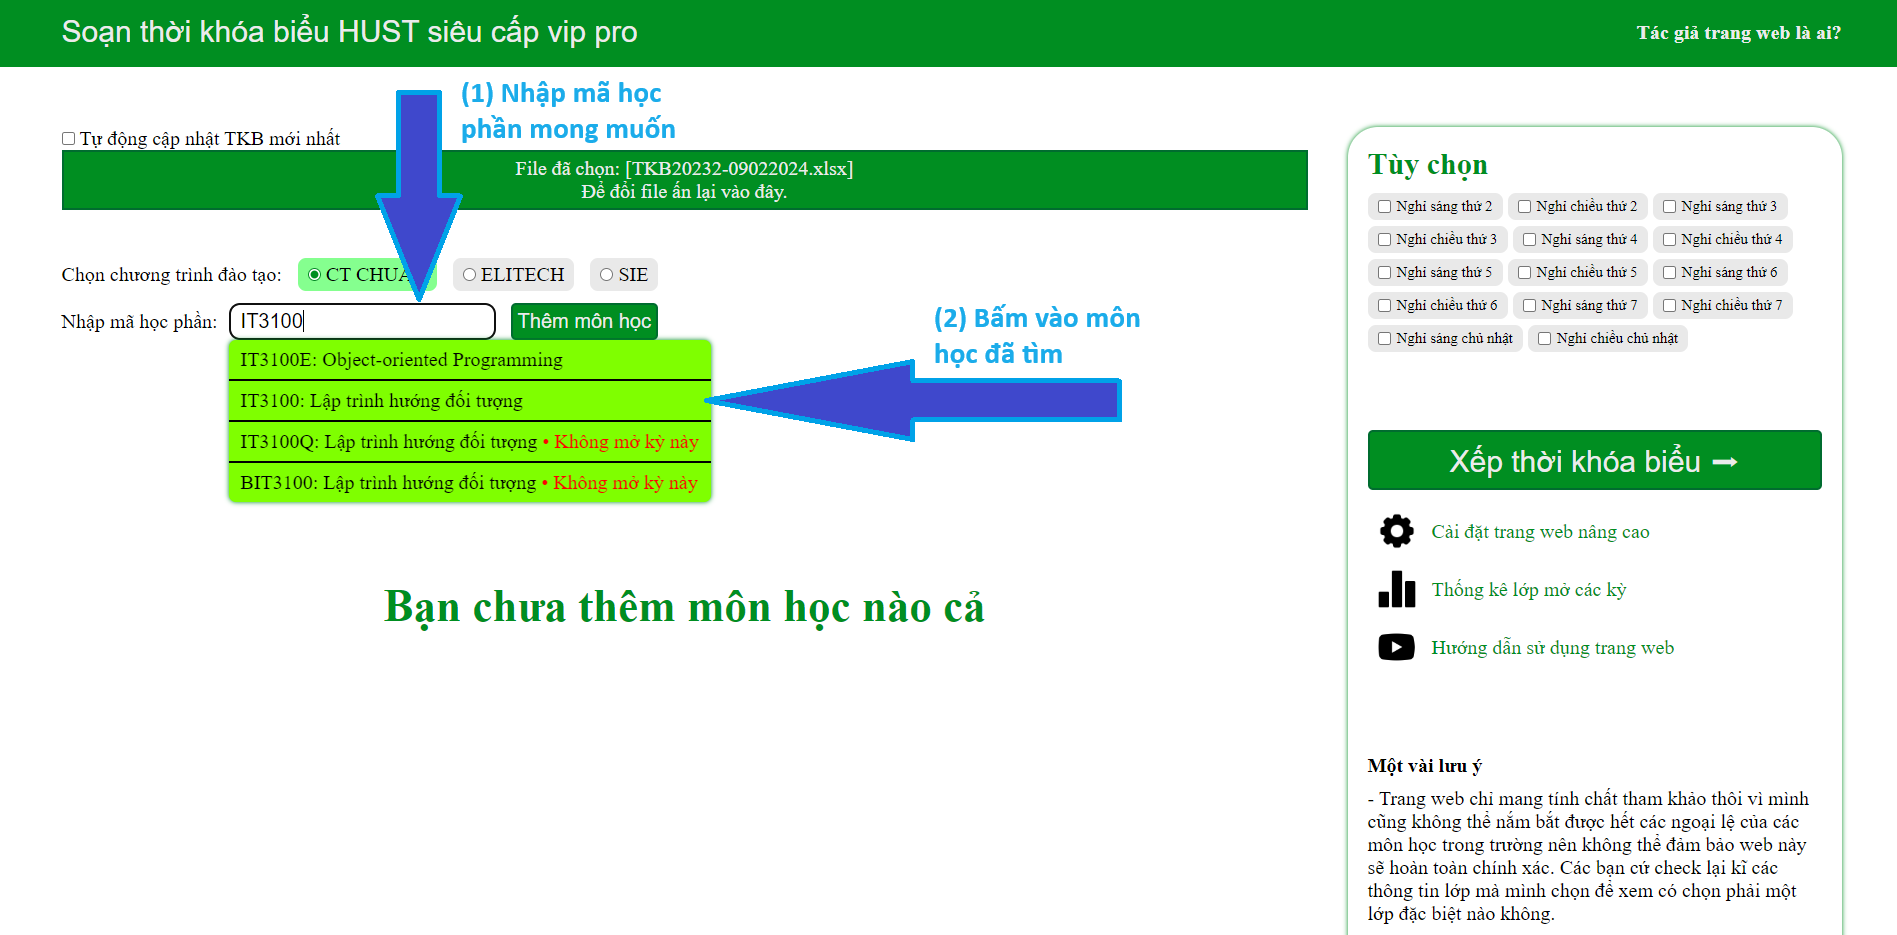 Soạn thời khóa biểu HUST siêu cấp vip pro
Tác giả trang web là ai?
(1) Nhập mã học
phần mong muốn
Tự động cập nhật TKB mới nhất
File đã chọn: [TKB20232-09022024.xlsx]
Để đổi file ấn lại vào đây.
Chọn chương trình đào tạo:
CT CHUẨ
ELITECH
SIE
Nhập mã học phần:
IT3100
Thêm môn học
IT3100E: Object-oriented Programming
IT3100: Lập trình hướng đối tượng
IT3100Q: Lập trình hướng đối tượng • Không mở kỳ này
BIT3100: Lập trình hướng đối tượng • Không mở kỳ này
(2) Bấm vào môn
học đã tìm
Bạn chưa thêm môn học nào cả
Tùy chọn
Nghỉ sáng thứ 2
Nghỉ chiều thứ 2
Nghỉ sáng thứ 3
Nghỉ chiều thứ 3
Nghỉ sáng thứ 4
Nghỉ chiều thứ 4
Nghỉ sáng thứ 5
Nghỉ chiều thứ 5
Nghỉ sáng thứ 6
Nghỉ chiều thứ 6
Nghỉ sáng thứ 7
Nghỉ chiều thứ 7
Nghỉ sáng chủ nhật
Nghỉ chiều chủ nhật
Xếp thời khóa biểu
Cài đặt trang web nâng cao
Thống kê lớp mở các kỳ
Hướng dẫn sử dụng trang web
Một vài lưu ý
- Trang web chỉ mang tính chất tham khảo thôi vì mình
cũng không thể nắm bắt được hết các ngoại lệ của các
môn học trong trường nên không thể đảm bảo web này
sẽ hoàn toàn chính xác. Các bạn cứ check lại kĩ các
thông tin lớp mà mình chọn để xem có chọn phải một
lớp đặc biệt nào không.